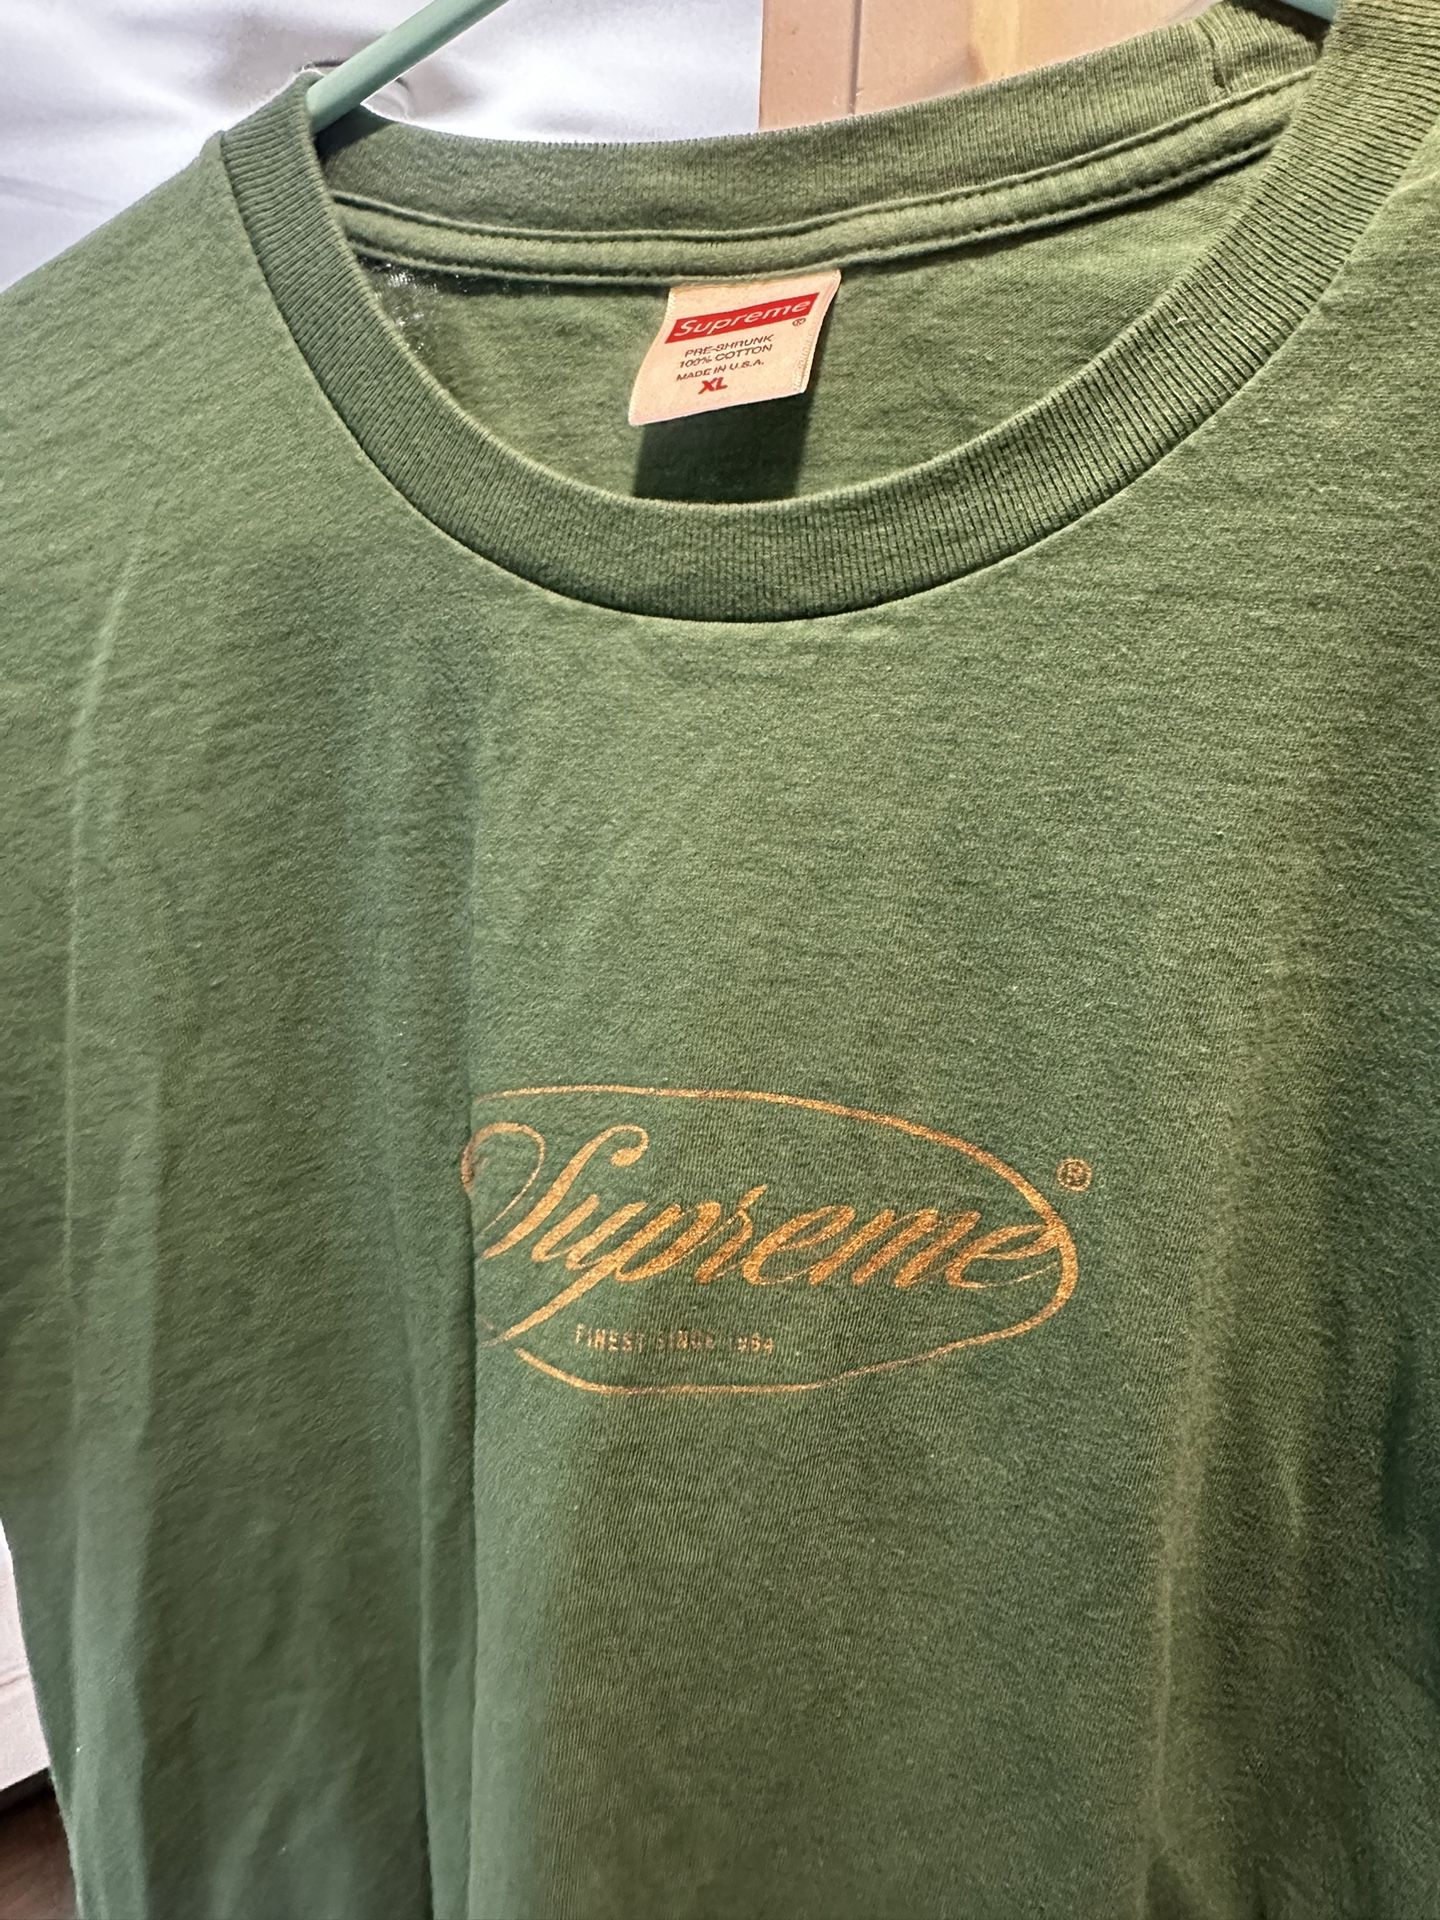 Supreme®
PRE-SHRUNK
100% COTTON
MADE IN U.S.A.
XL
Supreme®
FINEST SINCE 1994